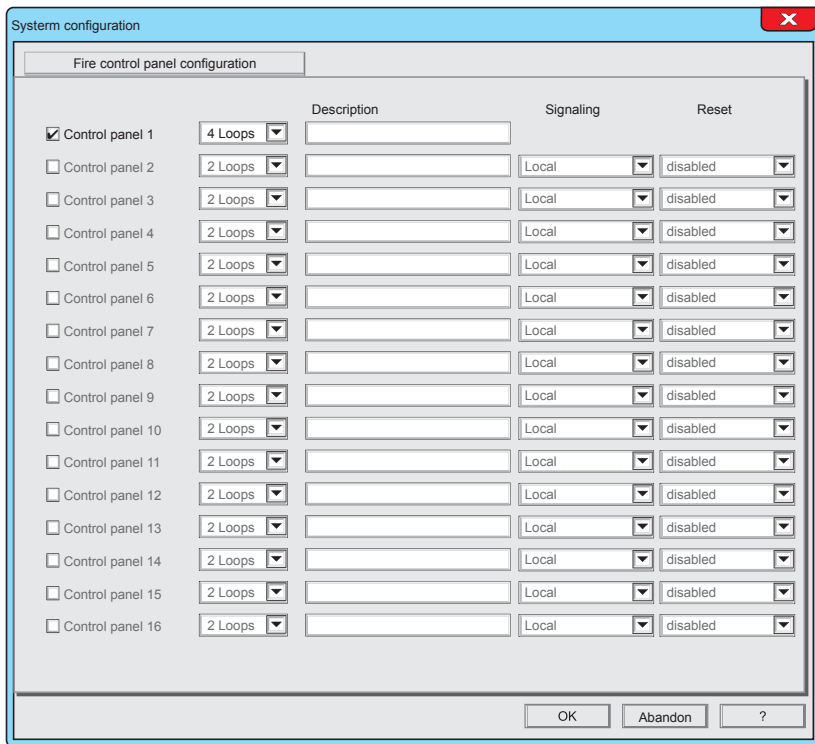 Systerm configuration
Fire control panel configuration
Description Signaling Reset
Control panel 1 4 Loops
Control panel 2 2 Loops Local disabled
Control panel 3 2 Loops Local disabled
Control panel 4 2 Loops Local disabled
Control panel 5 2 Loops Local disabled
Control panel 6 2 Loops Local disabled
Control panel 7 2 Loops Local disabled
Control panel 8 2 Loops Local disabled
Control panel 9 2 Loops Local disabled
Control panel 10 2 Loops Local disabled
Control panel 11 2 Loops Local disabled
Control panel 12 2 Loops Local disabled
Control panel 13 2 Loops Local disabled
Control panel 14 2 Loops Local disabled
Control panel 15 2 Loops Local disabled
Control panel 16 2 Loops Local disabled
OK Abandon ?